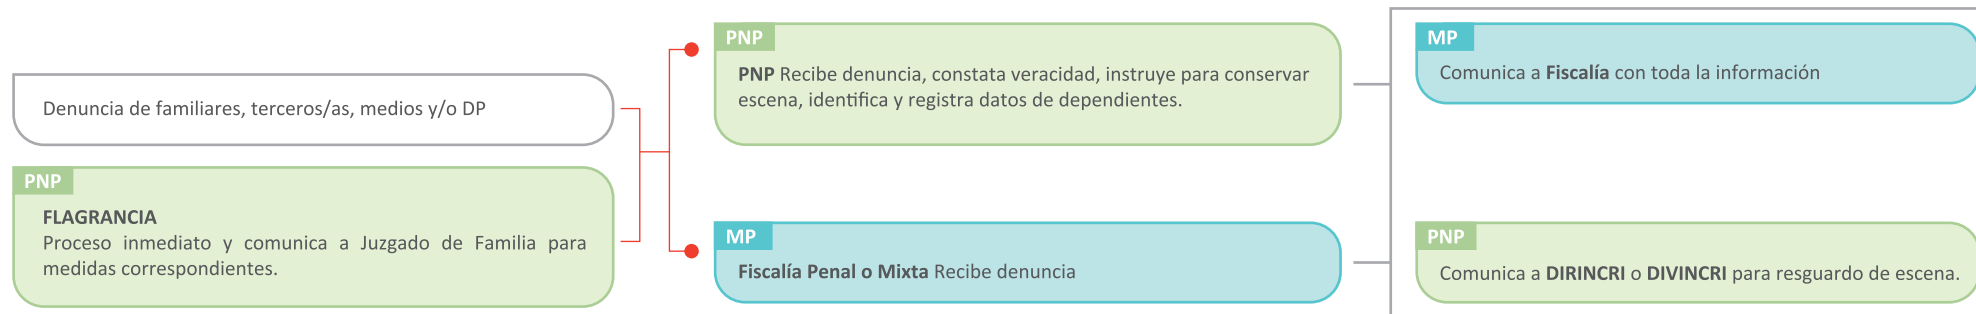 Denuncia de familiares, terceros/as, medios y/o DP
PNP
FLAGRANCIA
Proceso inmediato y comunica a Juzgado de Familia para
medidas correspondientes.
PNP
PNP Recibe denuncia, constata veracidad, instruye para conservar
escena, identifica y registra datos de dependientes.
MP
Fiscalía Penal o Mixta Recibe denuncia
MP
Comunica a Fiscalía con toda la información
PNP
Comunica a DIRINCRI o DIVINCRI para resguardo de escena.